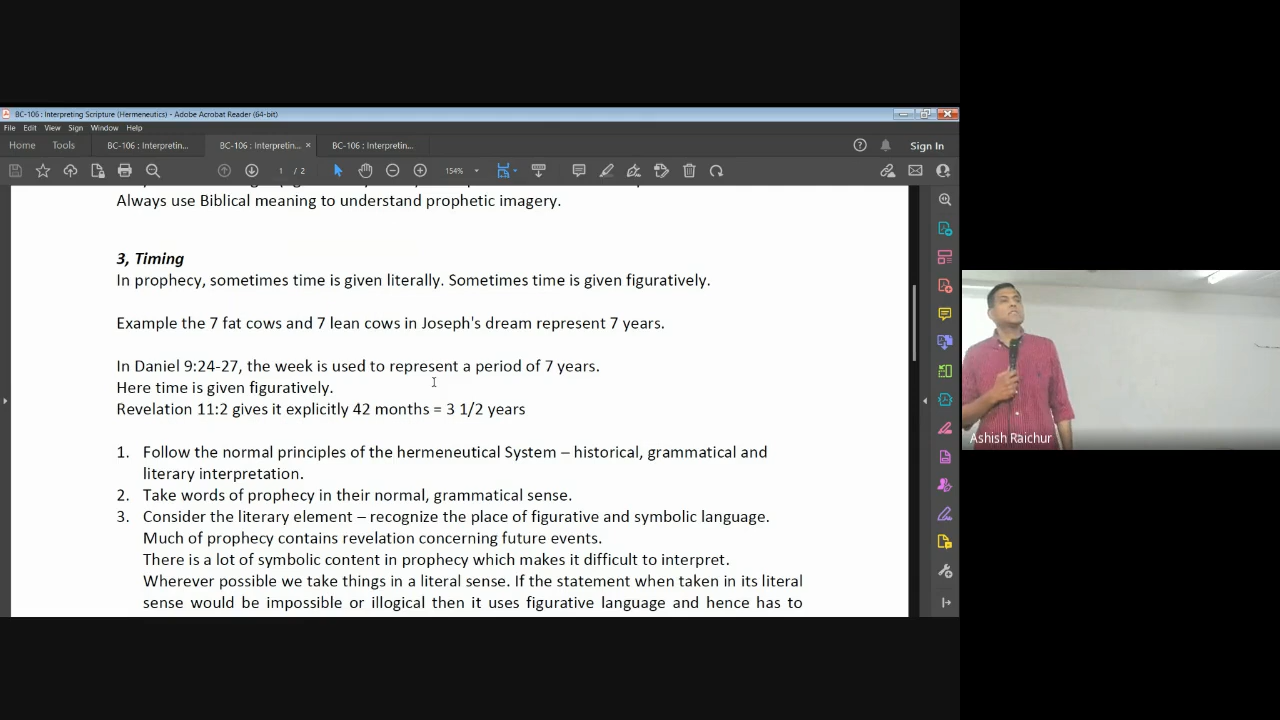 BC-106 : Interpreting Scripture (Hermeneutics) - Adobe Acrobat Reader (64-bit)
File Edit View Sign Window Help
Home Tools BC-106 : Interpretin... BC-106 : Interpretin... × BC-106 : Interpretin... Sign In
1 / 2 154%
Always use Biblical meaning to understand prophetic imagery.
3, Timing
In prophecy, sometimes time is given literally. Sometimes time is given figuratively.
Example the 7 fat cows and 7 lean cows in Joseph's dream represent 7 years.
In Daniel 9:24-27, the week is used to represent a period of 7 years.
Here time is given figuratively.
Revelation 11:2 gives it explicitly 42 months = 3 1/2 years
1. Follow the normal principles of the hermeneutical System – historical, grammatical and
literary interpretation.
2. Take words of prophecy in their normal, grammatical sense.
3. Consider the literary element – recognize the place of figurative and symbolic language.
Much of prophecy contains revelation concerning future events.
There is a lot of symbolic content in prophecy which makes it difficult to interpret.
Wherever possible we take things in a literal sense. If the statement when taken in its literal
sense would be impossible or illogical then it uses figurative language and hence has to
Ashish Raichur